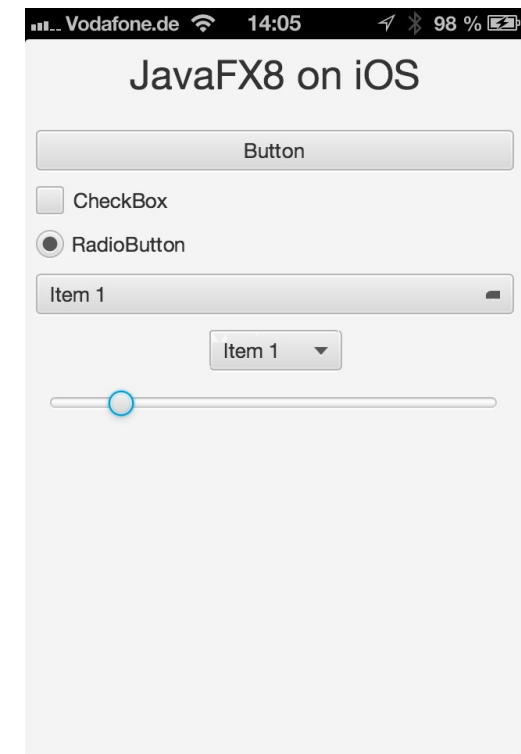 Vodafone.de 14:05 98 %
JavaFX8 on iOS
Button
CheckBox
RadioButton
Item 1
Item 1